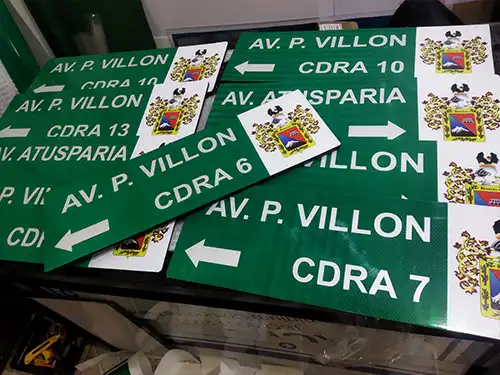 AV. P. VILLON
CDRA 10
AV. P. VILLON
CDRA 10
AV. P. VILLON
CDRA 13
AV. ATUSPARIA
AV. ATUSPARIA
VILLON
AV. P. VILLON
CDRA 6
CDR
AV. P. VILLON
CDRA 7